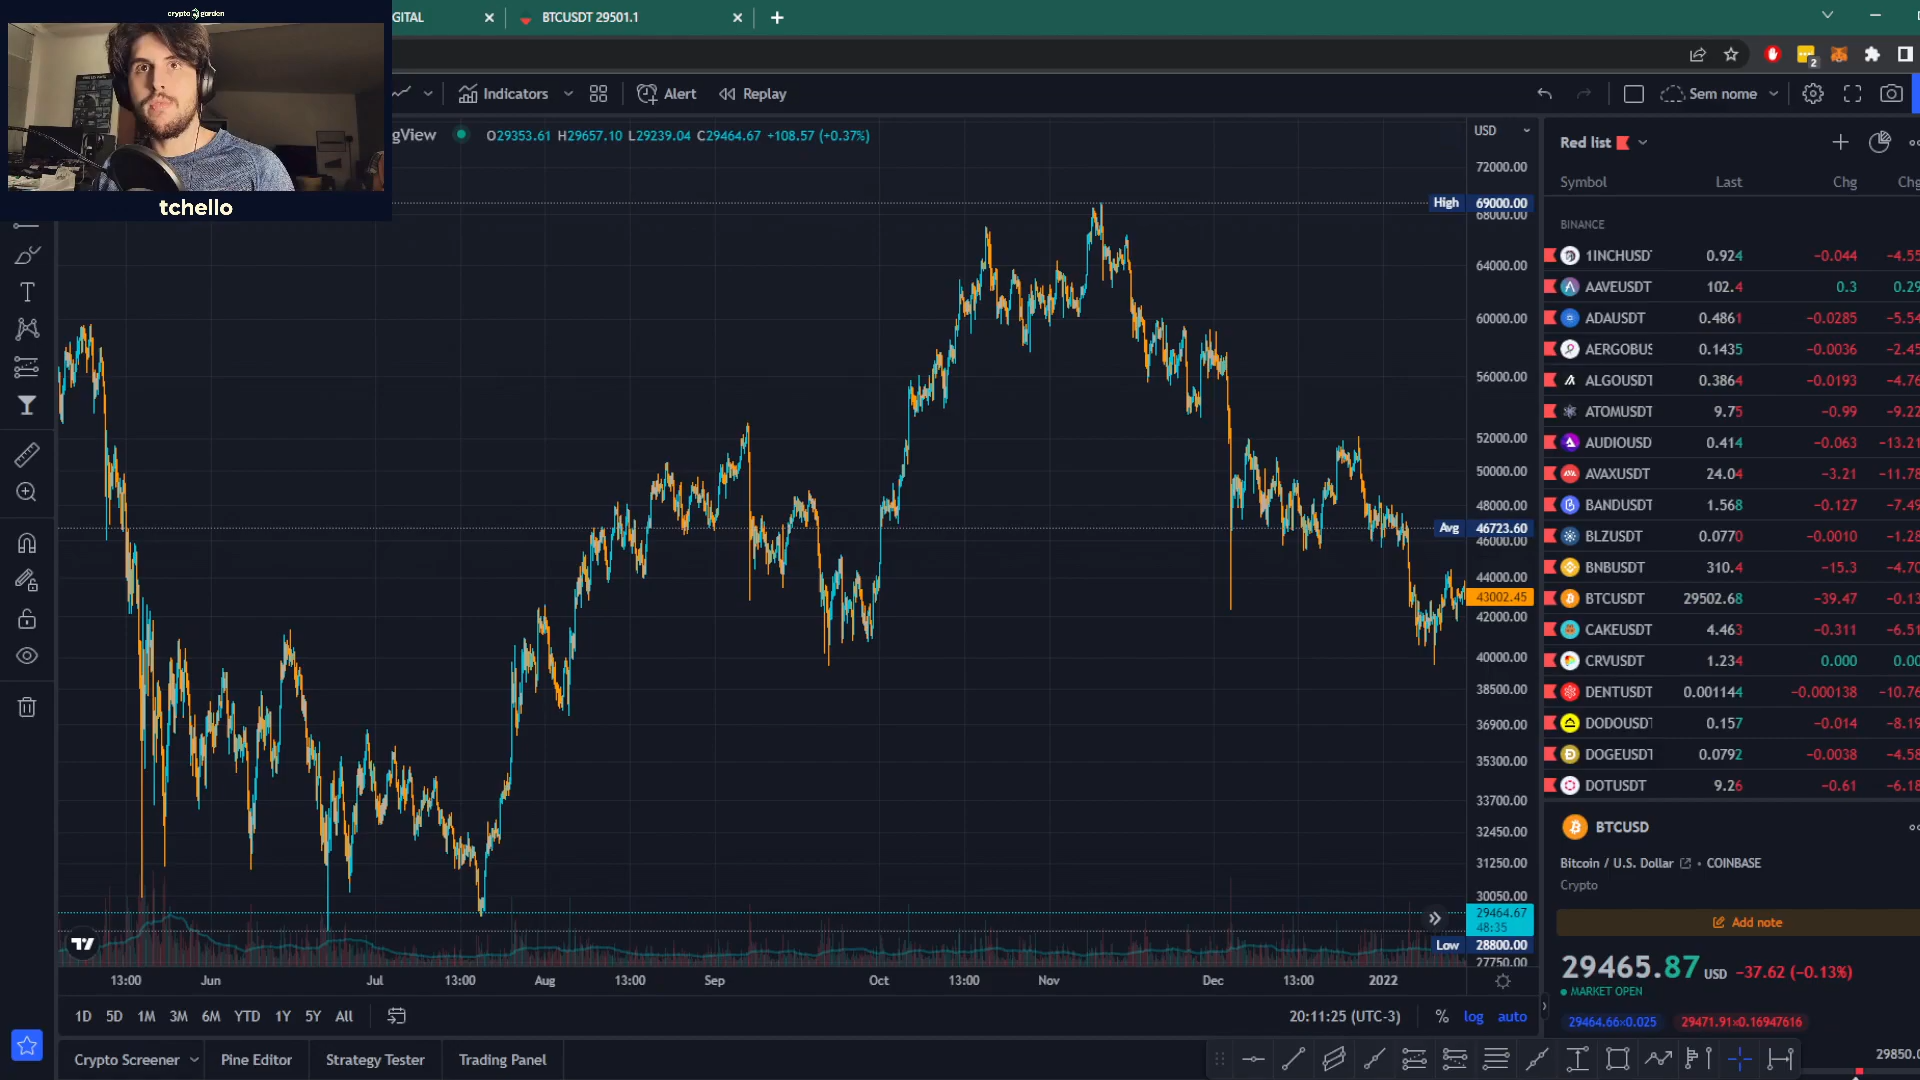 crypto garden
GITAL
BTCUSDT 29501.1
2
tchello
Indicators
Alert
Replay
Sem nome
gView
O29353.61 H29657.10 L29239.04 C29464.67 +108.57 (+0.37%)
USD
72000.00
High 69000.00
68000.00
64000.00
60000.00
56000.00
52000.00
50000.00
48000.00
Avg 46723.60
46000.00
44000.00
43002.45
42000.00
40000.00
38500.00
36900.00
35300.00
33700.00
32450.00
31250.00
30050.00
29464.67
48:35
Low 28800.00
27750.00
13:00 Jun Jul 13:00 Aug 13:00 Sep Oct 13:00 Nov Dec 13:00 2022
1D 5D 1M 3M 6M YTD 1Y 5Y All
20:11:25 (UTC-3) % log auto
Crypto Screener Pine Editor Strategy Tester Trading Panel
Red list
Symbol Last Chg Chg
BINANCE
1INCHUSDT 0.924 −0.044 −4.55
AAVEUSDT 102.4 0.3 0.29
ADAUSDT 0.4861 −0.0285 −5.54
AERGOBUS 0.1435 −0.0036 −2.45
ALGOUSDT 0.3864 −0.0193 −4.76
ATOMUSDT 9.75 −0.99 −9.22
AUDIOUSD 0.414 −0.063 −13.21
AVAXUSDT 24.04 −3.21 −11.78
BANDUSDT 1.568 −0.127 −7.49
BLZUSDT 0.0770 −0.0010 −1.28
BNBUSDT 310.4 −15.3 −4.70
BTCUSDT 29502.68 −39.47 −0.13
CAKEUSDT 4.463 −0.311 −6.51
CRVUSDT 1.234 0.000 0.00
DENTUSDT 0.001144 −0.000138 −10.76
DODOUSDT 0.157 −0.014 −8.19
DOGEUSDT 0.0792 −0.0038 −4.58
DOTUSDT 9.26 −0.61 −6.18
BTCUSD
Bitcoin / U.S. Dollar • COINBASE
Crypto
Add note
29465.87 USD −37.62 (−0.13%)
MARKET OPEN
29464.66×0.025 29471.91×0.16947616
29850.0